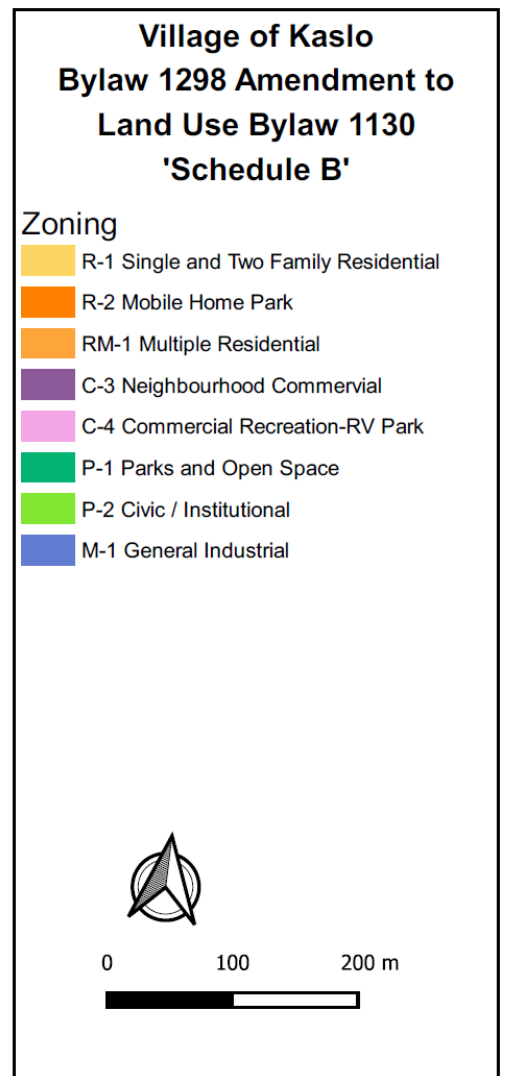 Village of Kaslo
Bylaw 1298 Amendment to
Land Use Bylaw 1130
'Schedule B'
Zoning
R-1 Single and Two Family Residential
R-2 Mobile Home Park
RM-1 Multiple Residential
C-3 Neighbourhood Commervial
C-4 Commercial Recreation-RV Park
P-1 Parks and Open Space
P-2 Civic / Institutional
M-1 General Industrial
0 100 200 m